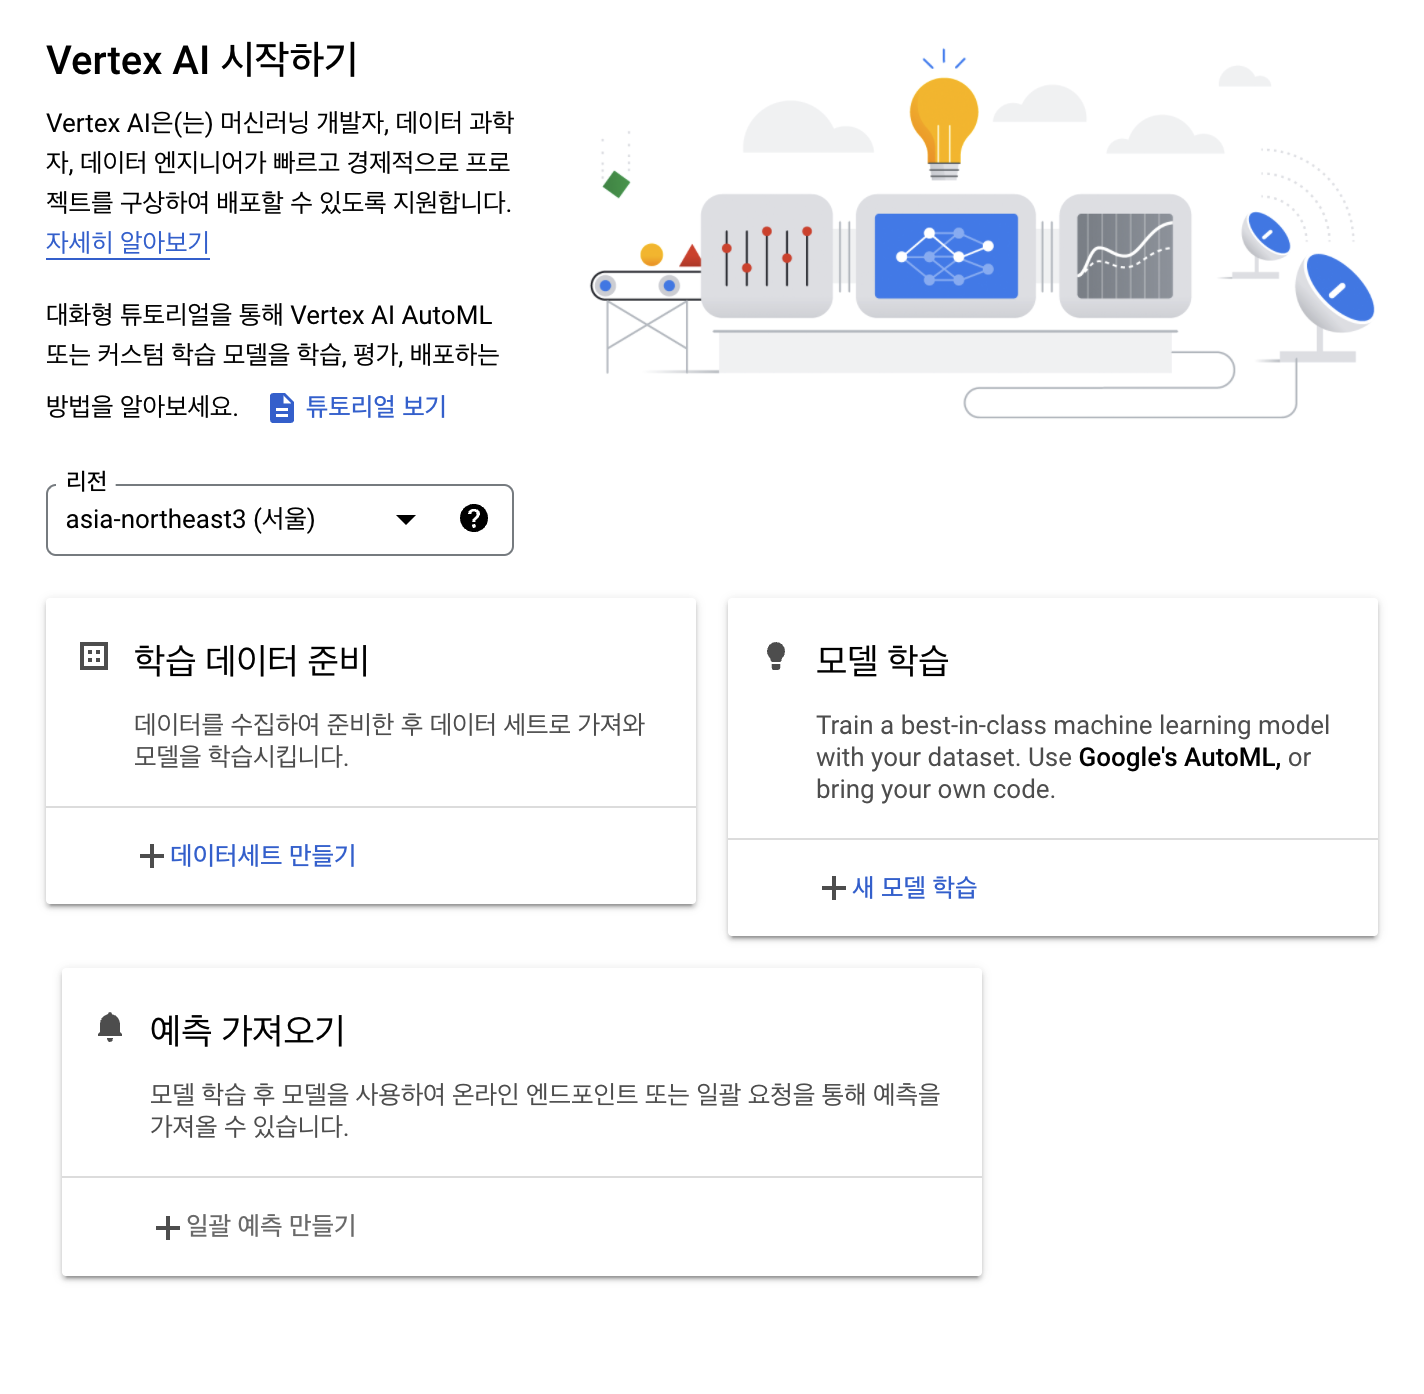 Vertex AI 시작하기
Vertex AI은(는) 머신러닝 개발자, 데이터 과학
자, 데이터 엔지니어가 빠르고 경제적으로 프로
젝트를 구상하여 배포할 수 있도록 지원합니다.
자세히 알아보기
대화형 튜토리얼을 통해 Vertex AI AutoML
또는 커스텀 학습 모델을 학습, 평가, 배포하는
방법을 알아보세요. 튜토리얼 보기
리전
asia-northeast3 (서울)
학습 데이터 준비
데이터를 수집하여 준비한 후 데이터 세트로 가져와
모델을 학습시킵니다.
데이터세트 만들기
모델 학습
Train a best-in-class machine learning model
with your dataset. Use Google's AutoML, or
bring your own code.
새 모델 학습
예측 가져오기
모델 학습 후 모델을 사용하여 온라인 엔드포인트 또는 일괄 요청을 통해 예측을
가져올 수 있습니다.
일괄 예측 만들기